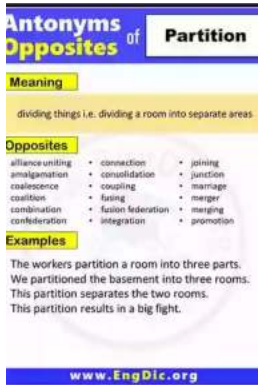 Antonyms of
Opposites
Partition
Meaning
dividing things i.e. dividing a room into separate areas
Opposites
alliance uniting
amalgamation
coalescence
coalition
combination
confederation
• connection
• consolidation
• coupling
• fusing
• fusion federation
• integration
• joining
• junction
• marriage
• merger
• merging
• promotion
Examples
The workers partition a room into three parts.
We partitioned the basement into three rooms.
This partition separates the two rooms.
This partition results in a big fight.
www.EngDic.org